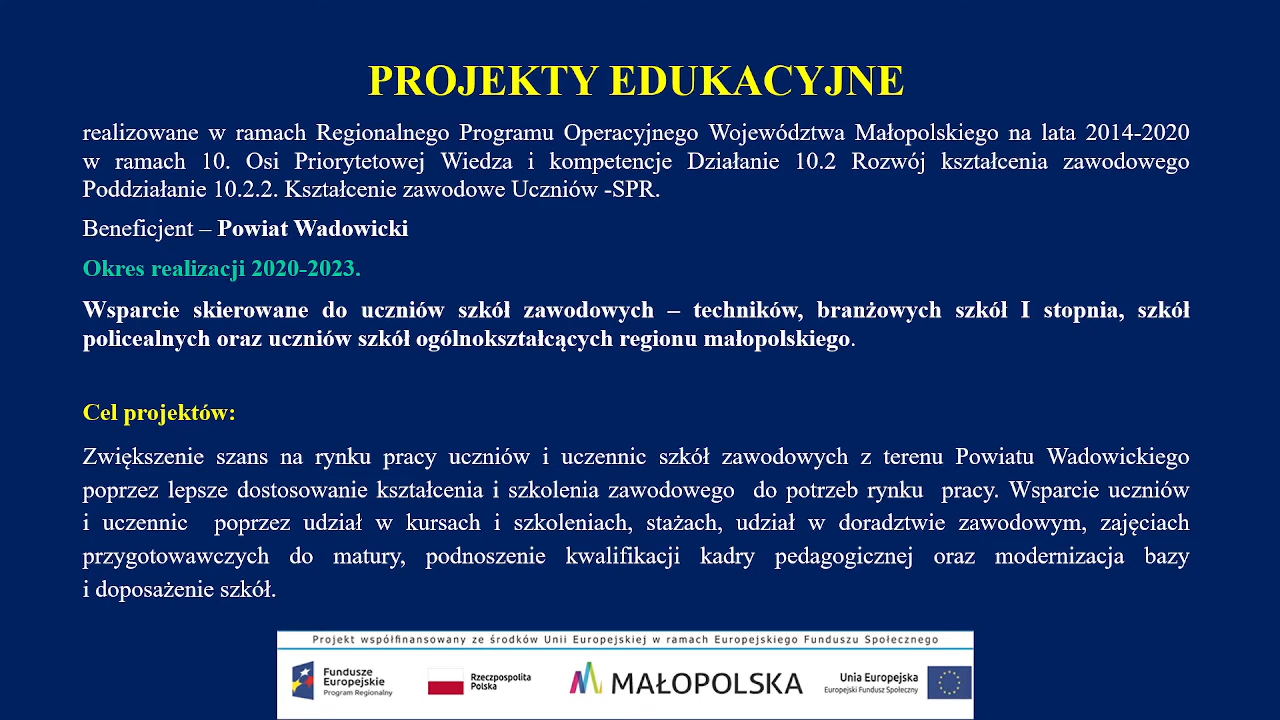 PROJEKTY EDUKACYJNE
realizowane w ramach Regionalnego Programu Operacyjnego Województwa Małopolskiego na lata 2014-2020
w ramach 10. Osi Priorytetowej Wiedza i kompetencje Działanie 10.2 Rozwój kształcenia zawodowego
Poddziałanie 10.2.2. Kształcenie zawodowe Uczniów -SPR.
Beneficjent – Powiat Wadowicki
Okres realizacji 2020-2023.
Wsparcie skierowane do uczniów szkół zawodowych – techników, branżowych szkół I stopnia, szkół
policealnych oraz uczniów szkół ogólnokształcących regionu małopolskiego.
Cel projektów:
Zwiększenie szans na rynku pracy uczniów i uczennic szkół zawodowych z terenu Powiatu Wadowickiego
poprzez lepsze dostosowanie kształcenia i szkolenia zawodowego do potrzeb rynku pracy. Wsparcie uczniów
i uczennic poprzez udział w kursach i szkoleniach, stażach, udział w doradztwie zawodowym, zajęciach
przygotowawczych do matury, podnoszenie kwalifikacji kadry pedagogicznej oraz modernizacja bazy
i doposażenie szkół.
Projekt współfinansowany ze środków Unii Europejskiej w ramach Europejskiego Funduszu Społecznego
Fundusze
Europejskie
Program Regionalny
Rzeczpospolita
Polska
MAŁOPOLSKA
Unia Europejska
Europejski Fundusz Społeczny